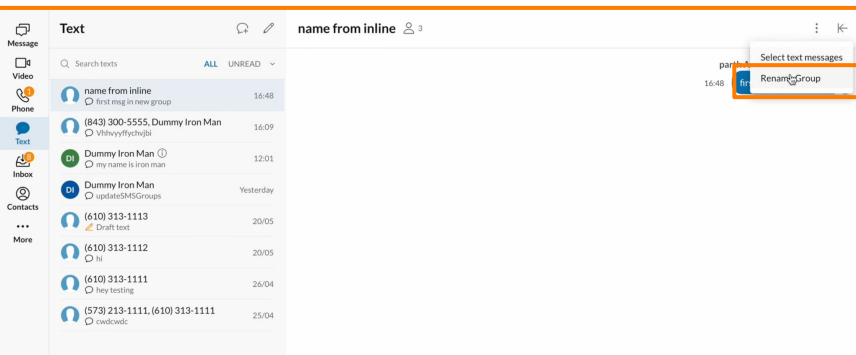 Message
Video
1
Phone
Text
8
Inbox
Contacts
More
Text
Search texts ALL UNREAD
name from inline
first msg in new group 16:48
(843) 300-5555, Dummy Iron Man
Vhhvyyffychvjbi 16:09
DI Dummy Iron Man
my name is iron man 12:01
DI Dummy Iron Man
updateSMSGroups Yesterday
(610) 313-1113
Draft text 20/05
(610) 313-1112
hi 20/05
(610) 313-1111
hey testing 26/04
(573) 213-1111, (610) 313-1111
cwdcwdc 25/04
name from inline 3
Select text messages
Rename Group
16:48